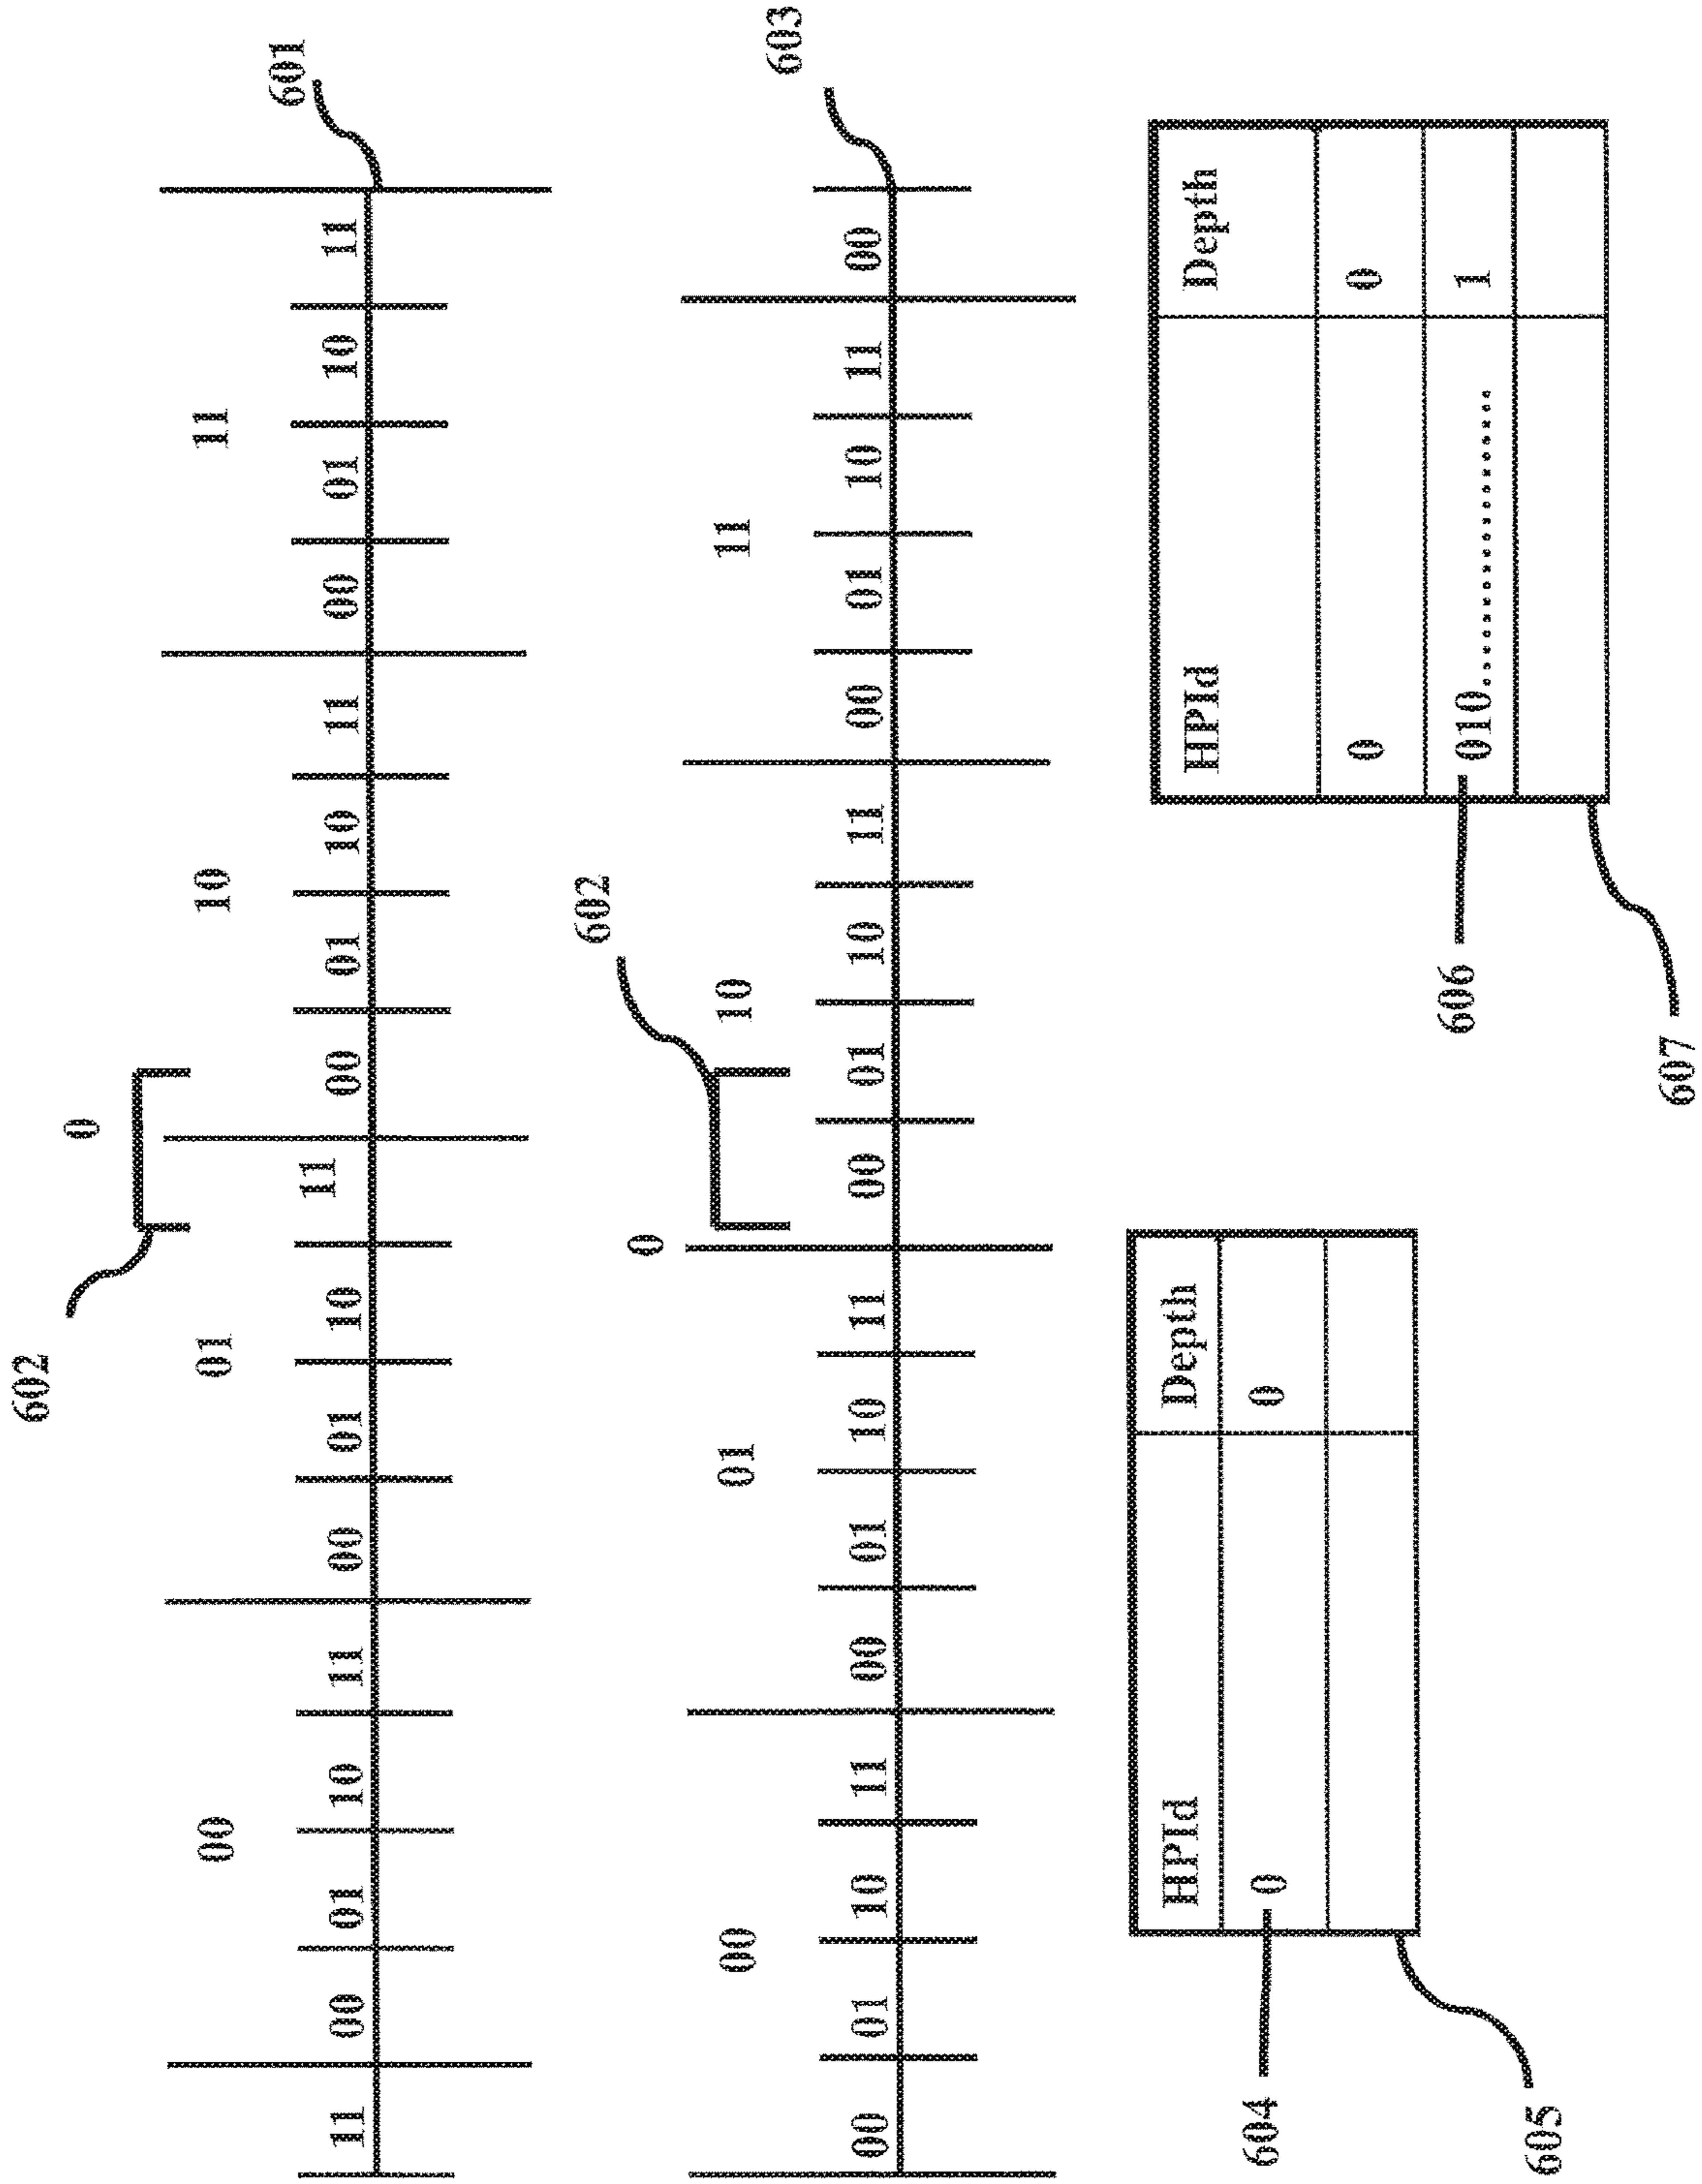 602
0
00 01 10 11
601
11 00 01 10 11 00 01 10 11 00 01 10 11 00 01 10 11
602
0
00 01 10 11
603
00 01 10 11 00 01 10 11 00 01 10 11 00 01 10 11 00
HPId Depth
604 0 0
605
HPId Depth
0 0
606 010.................... 1
607